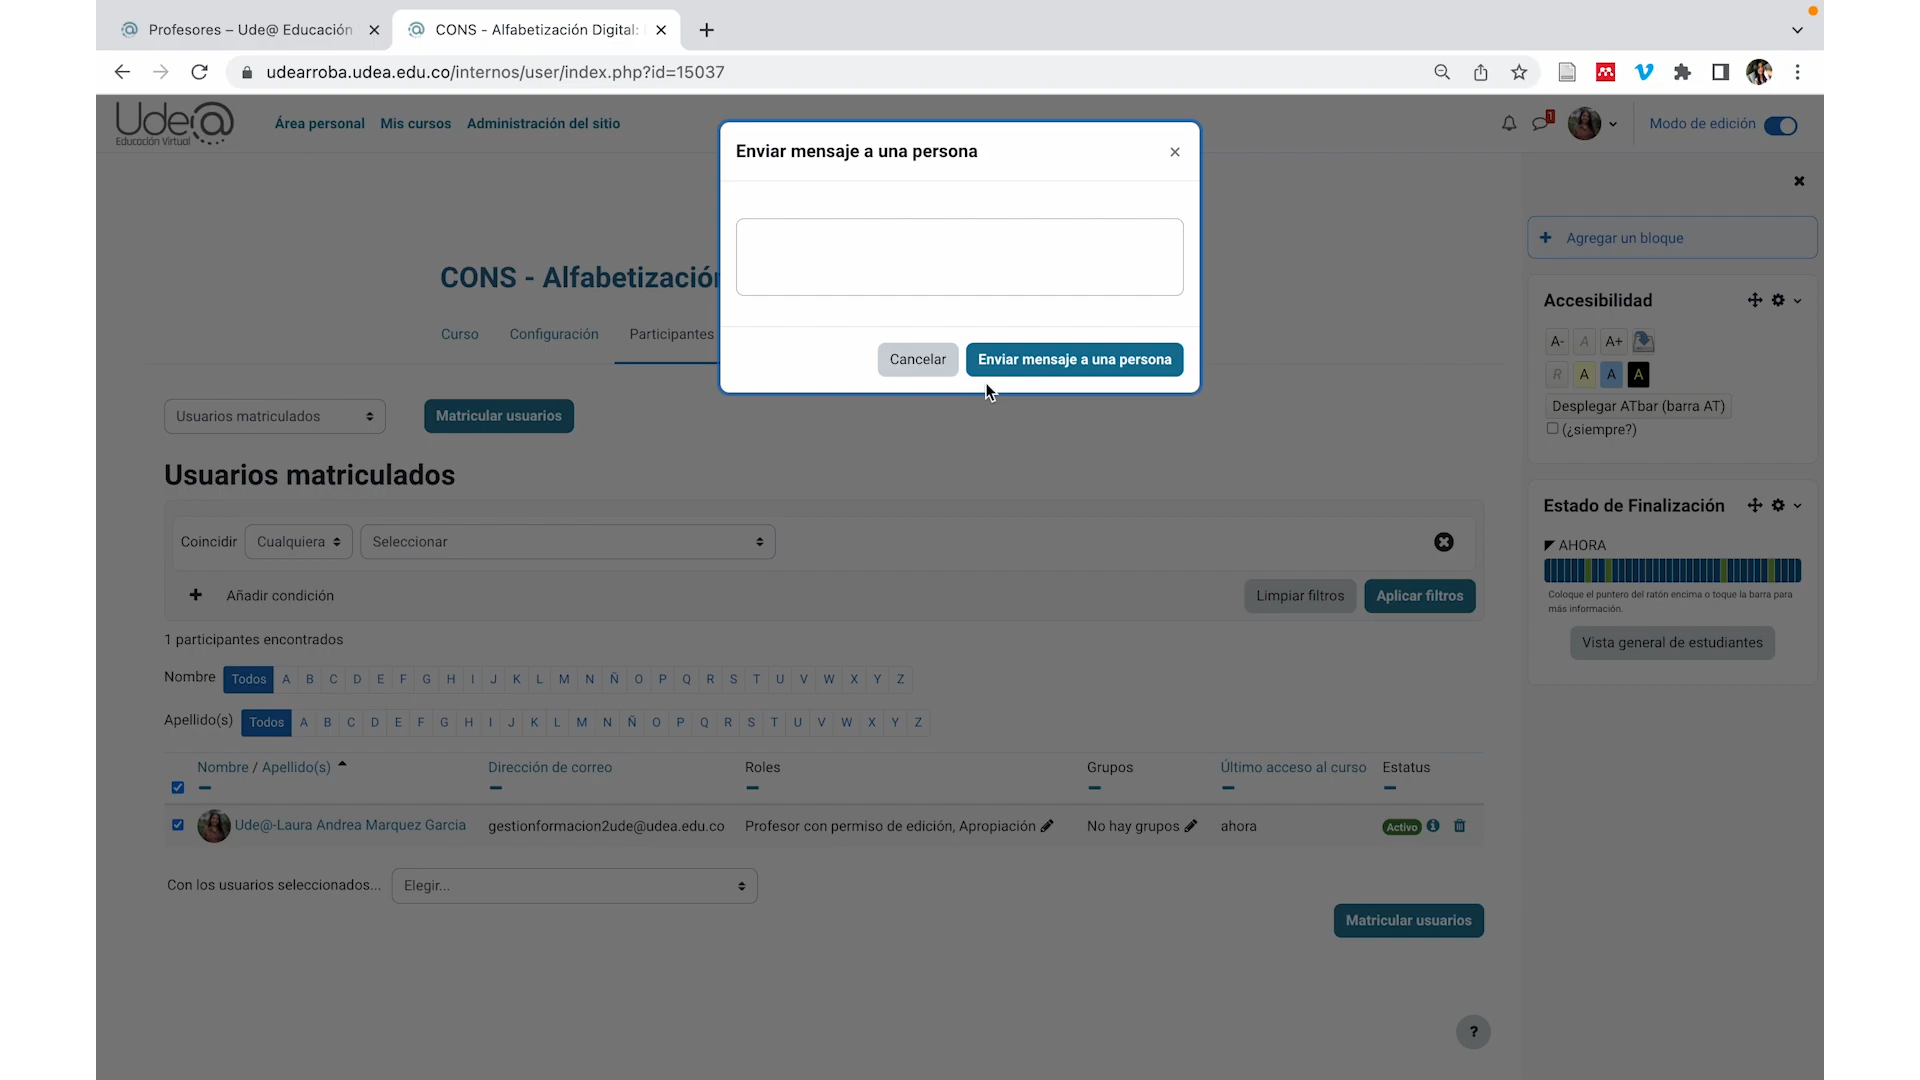 Profesores – Ude@ Educación
CONS - Alfabetización Digital:
udearroba.udea.edu.co/internos/user/index.php?id=15037
Ude@
Educación Virtual
Área personal
Mis cursos
Administración del sitio
1
Modo de edición
Enviar mensaje a una persona
Cancelar
Enviar mensaje a una persona
CONS - Alfabetización
Curso
Configuración
Participantes
Usuarios matriculados
Matricular usuarios
Usuarios matriculados
Coincidir
Cualquiera
Seleccionar
Añadir condición
Limpiar filtros
Aplicar filtros
1 participantes encontrados
Nombre Todos A B C D E F G H I J K L M N Ñ O P Q R S T U V W X Y Z
Apellido(s) Todos A B C D E F G H I J K L M N Ñ O P Q R S T U V W X Y Z
Nombre / Apellido(s) Dirección de correo Roles Grupos Último acceso al curso Estatus
Ude@-Laura Andrea Marquez Garcia gestionformacion2ude@udea.edu.co Profesor con permiso de edición, Apropiación No hay grupos ahora Activo
Con los usuarios seleccionados... Elegir...
Matricular usuarios
?
Agregar un bloque
Accesibilidad
A- A A+
R A A A
Desplegar ATbar (barra AT)
(¿siempre?)
Estado de Finalización
AHORA
Coloque el puntero del ratón encima o toque la barra para
más información.
Vista general de estudiantes